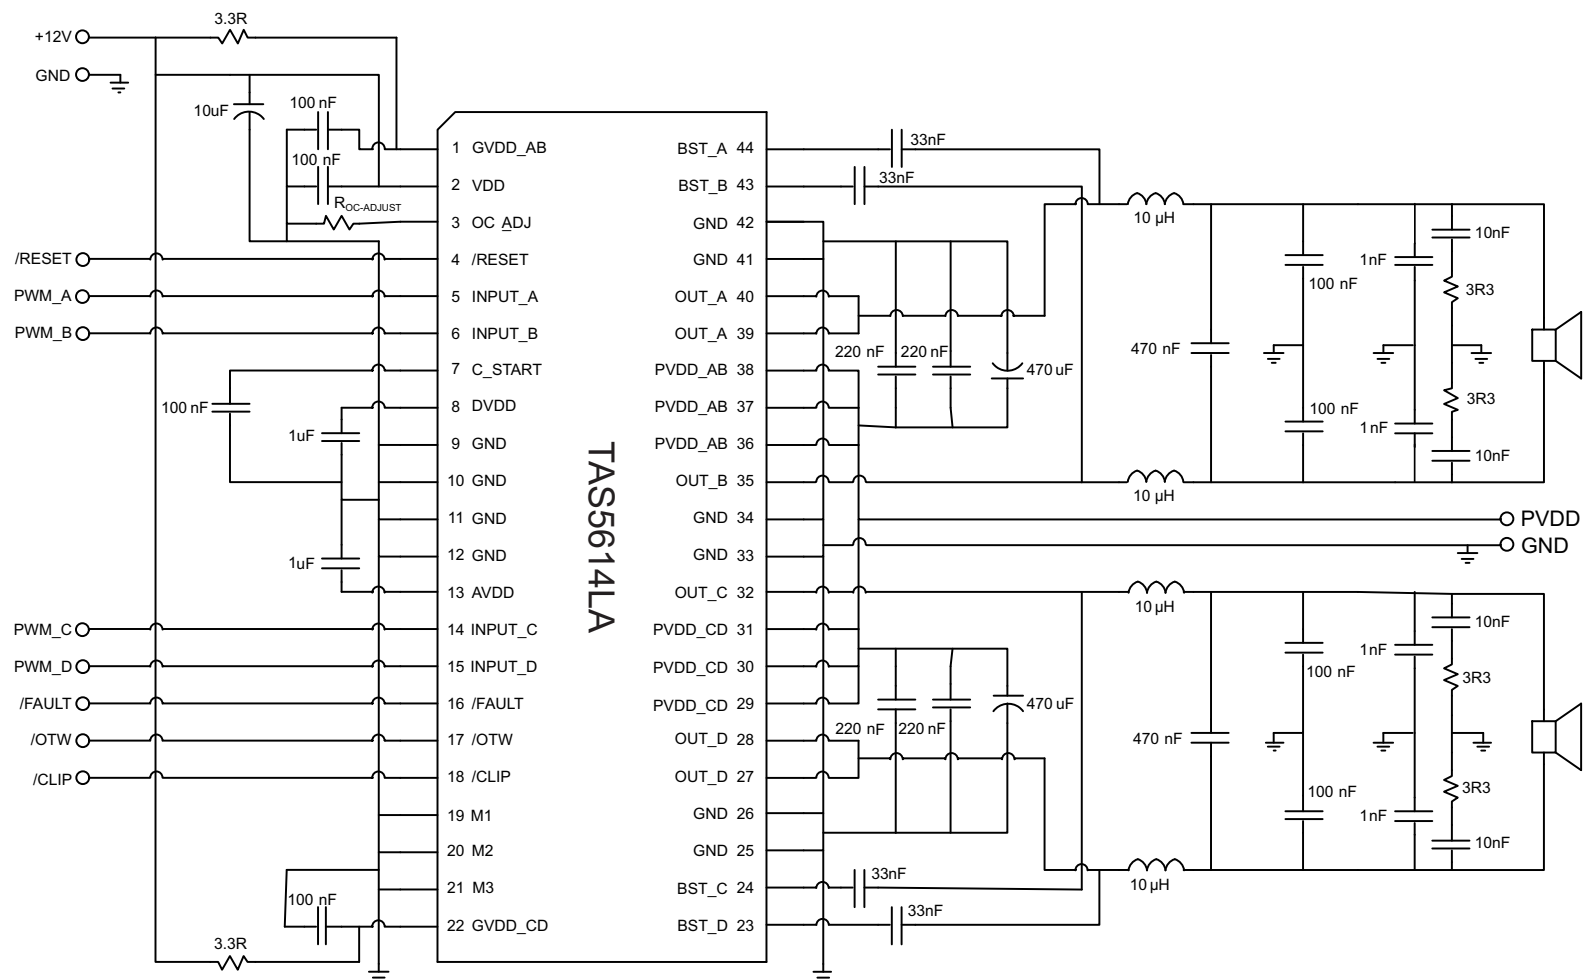 3.3R
+12V
GND
10uF
100 nF
100 nF
R_OC-ADJUST
/RESET
PWM_A
PWM_B
100 nF
1uF
1uF
PWM_C
PWM_D
/FAULT
/OTW
/CLIP
100 nF
3.3R
1 GVDD_AB
2 VDD
3 OC_ADJ
4 /RESET
5 INPUT_A
6 INPUT_B
7 C_START
8 DVDD
9 GND
10 GND
11 GND
12 GND
13 AVDD
14 INPUT_C
15 INPUT_D
16 /FAULT
17 /OTW
18 /CLIP
19 M1
20 M2
21 M3
22 GVDD_CD
TAS5614LA
BST_A 44
BST_B 43
GND 42
GND 41
OUT_A 40
OUT_A 39
PVDD_AB 38
PVDD_AB 37
PVDD_AB 36
OUT_B 35
GND 34
GND 33
OUT_C 32
PVDD_CD 31
PVDD_CD 30
PVDD_CD 29
OUT_D 28
OUT_D 27
GND 26
GND 25
BST_C 24
BST_D 23
33nF
33nF
220 nF
220 nF
470 uF
10 µH
10 µH
470 nF
100 nF
100 nF
1nF
1nF
10nF
3R3
3R3
10nF
PVDD
GND
220 nF
220 nF
470 uF
33nF
33nF
10 µH
10 µH
470 nF
100 nF
100 nF
1nF
1nF
10nF
3R3
3R3
10nF